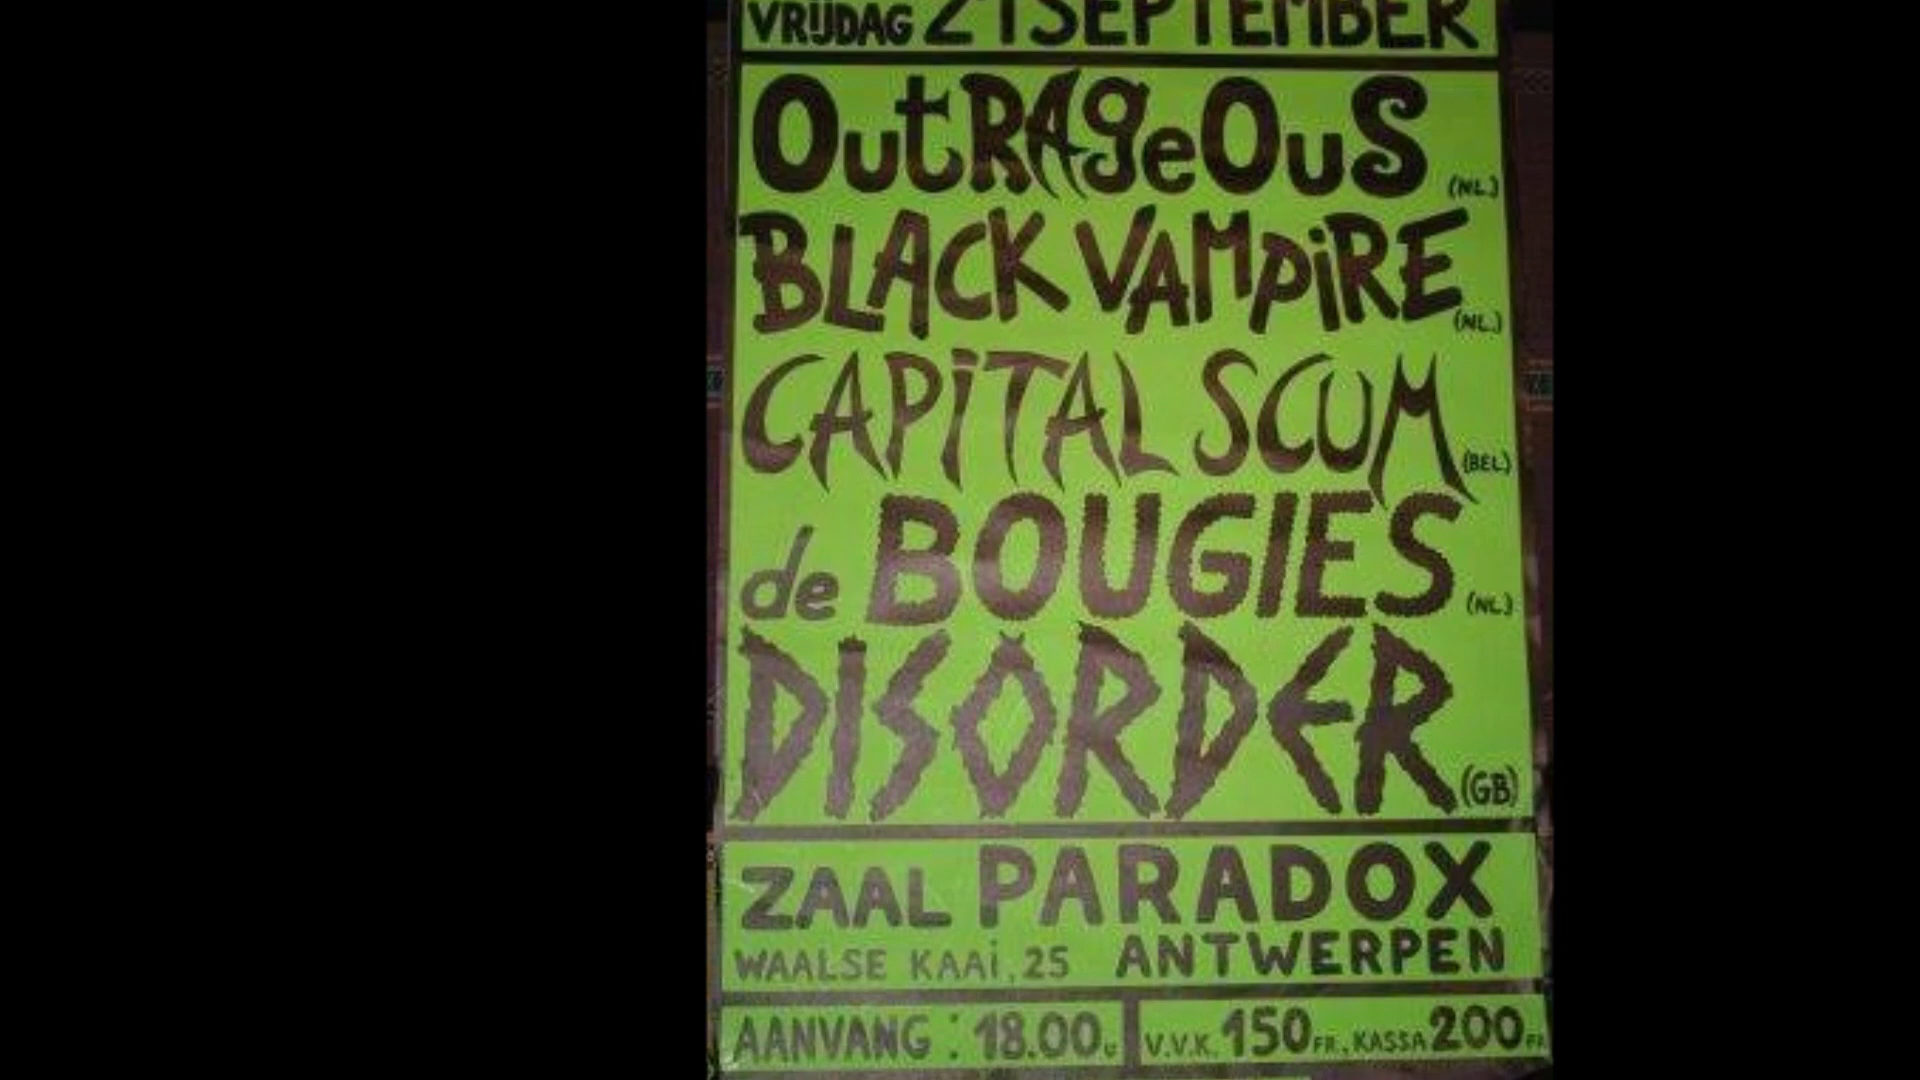 VRIJDAG 21 SEPTEMBER
OutRAgeOuS (NL.)
BLACK VAMPiRE (NL.)
CAPiTAL SCUM (BEL)
de BOUGIES (NL.)
DISORDER (GB)
ZAAL PARADOX
WAALSE KAAi, 25 ANTWERPEN
AANVANG : 18.00u V.V.K. 150 FR., KASSA 200 FR